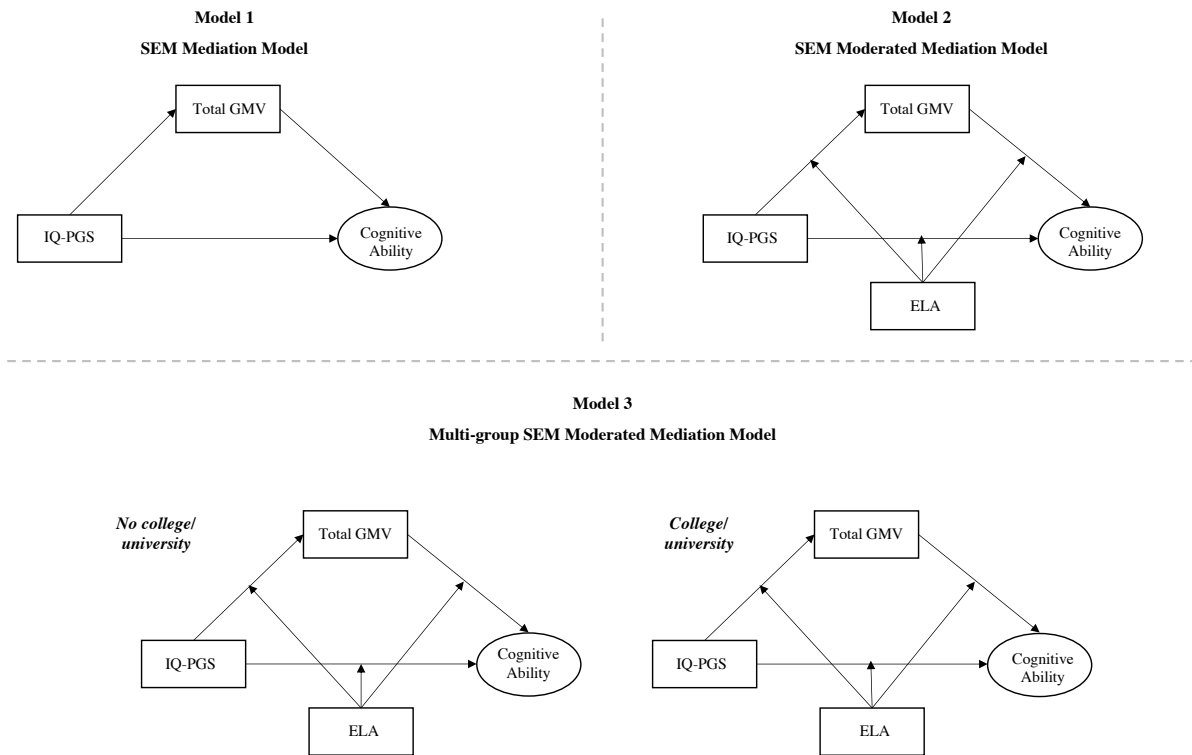 Model 1
SEM Mediation Model
Total GMV
IQ-PGS
Cognitive
Ability
Model 2
SEM Moderated Mediation Model
Total GMV
IQ-PGS
Cognitive
Ability
ELA
Model 3
Multi-group SEM Moderated Mediation Model
No college/
university
Total GMV
IQ-PGS
Cognitive
Ability
ELA
College/
university
Total GMV
IQ-PGS
Cognitive
Ability
ELA